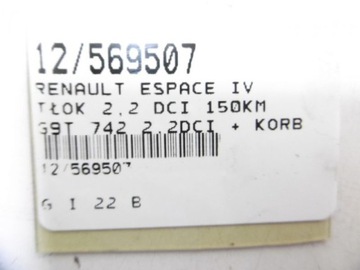 12/569507
RENAULT ESPACE IV
TŁOK 2,2 DCI 150KM
G9T 742 2.2DCI + KORB
12/569507
G I 22 B